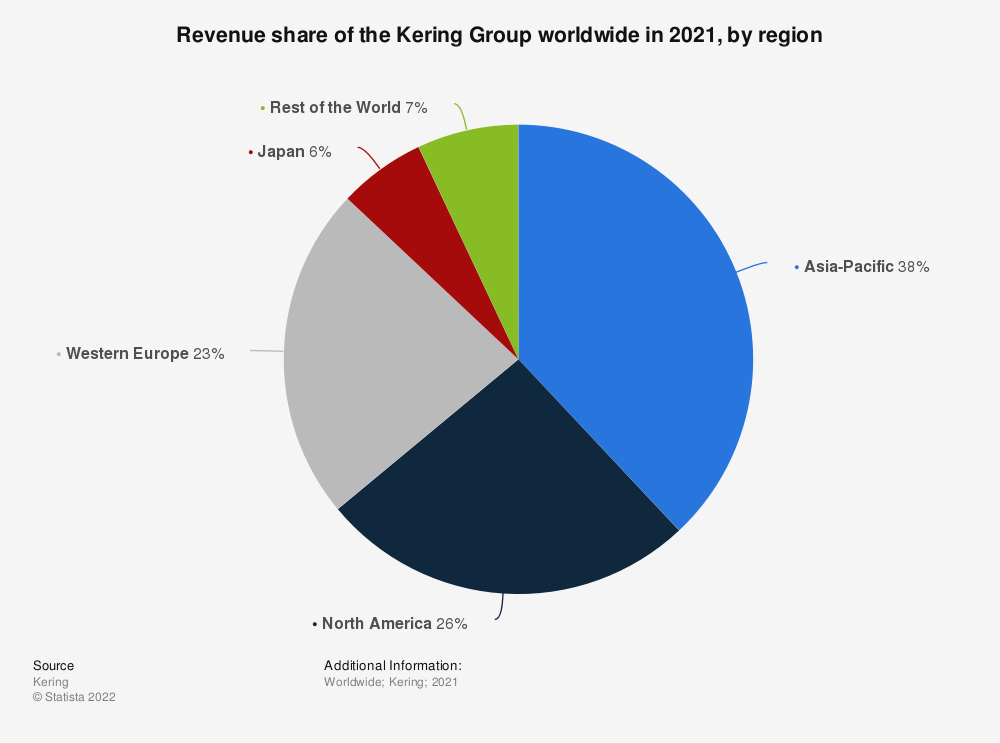 Revenue share of the Kering Group worldwide in 2021, by region
• Rest of the World 7%
• Japan 6%
• Asia-Pacific 38%
• Western Europe 23%
• North America 26%
Source
Kering
© Statista 2022
Additional Information:
Worldwide; Kering; 2021